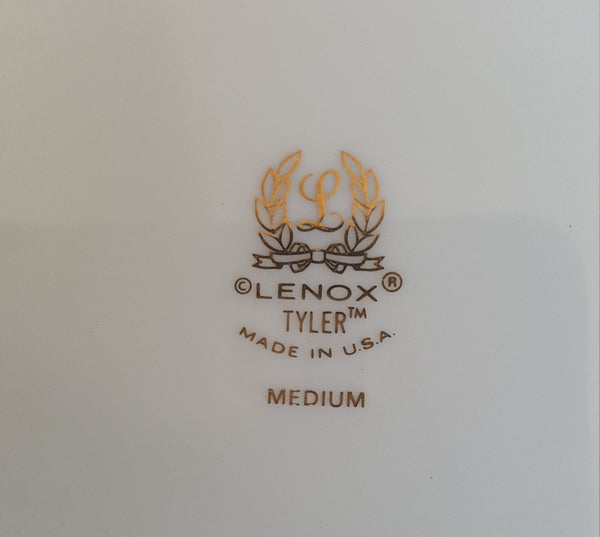 L
©LENOX®
TYLER™
MADE IN U.S.A.
MEDIUM